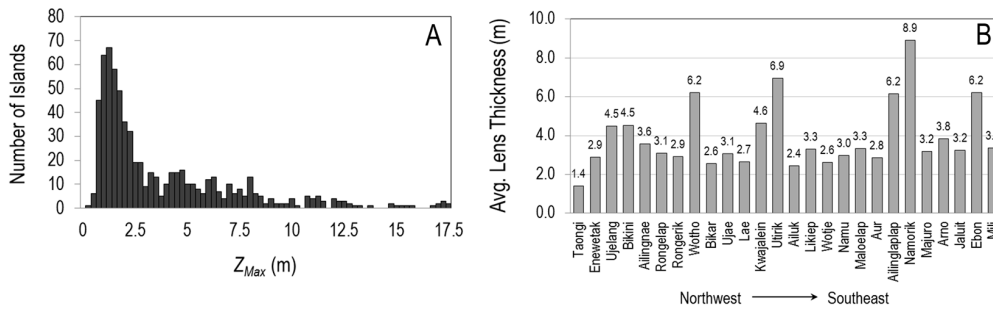 A
Number of Islands
80
70
60
50
40
30
20
10
0
0
2.5
5
7.5
10
12.5
15
17.5
Z_Max (m)
B
Avg. Lens Thickness (m)
10.0
8.0
6.0
4.0
2.0
0.0
1.4
2.9
4.5
4.5
3.6
3.1
2.9
6.2
2.6
3.1
2.7
4.6
6.9
2.4
3.3
2.6
3.0
3.3
2.8
6.2
8.9
3.2
3.8
3.2
6.2
Taongi
Enewetak
Ujelang
Bikini
Ailingnae
Rongelap
Rongerik
Wotho
Bikar
Ujae
Lae
Kwajalein
Utirik
Ailuk
Likiep
Wotje
Namu
Maloelap
Aur
Ailinglaplap
Namorik
Majuro
Arno
Jaluit
Ebon
Northwest
Southeast